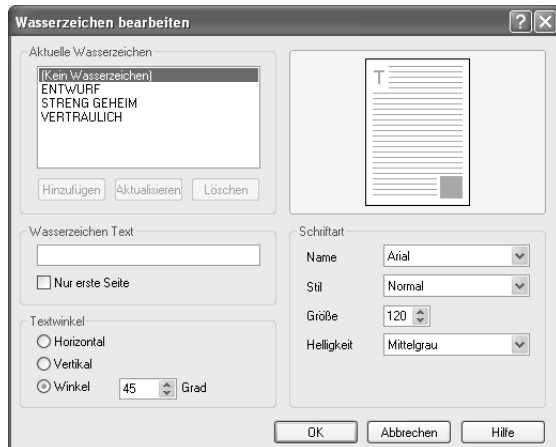 Wasserzeichen bearbeiten
Aktuelle Wasserzeichen
(Kein Wasserzeichen)
ENTWURF
STRENG GEHEIM
VERTRAULICH
Hinzufügen Aktualisieren Löschen
T
Wasserzeichen Text
Nur erste Seite
Textwinkel
Horizontal
Vertikal
Winkel 45 Grad
Schriftart
Name Arial
Stil Normal
Größe 120
Helligkeit Mittelgrau
OK Abbrechen Hilfe